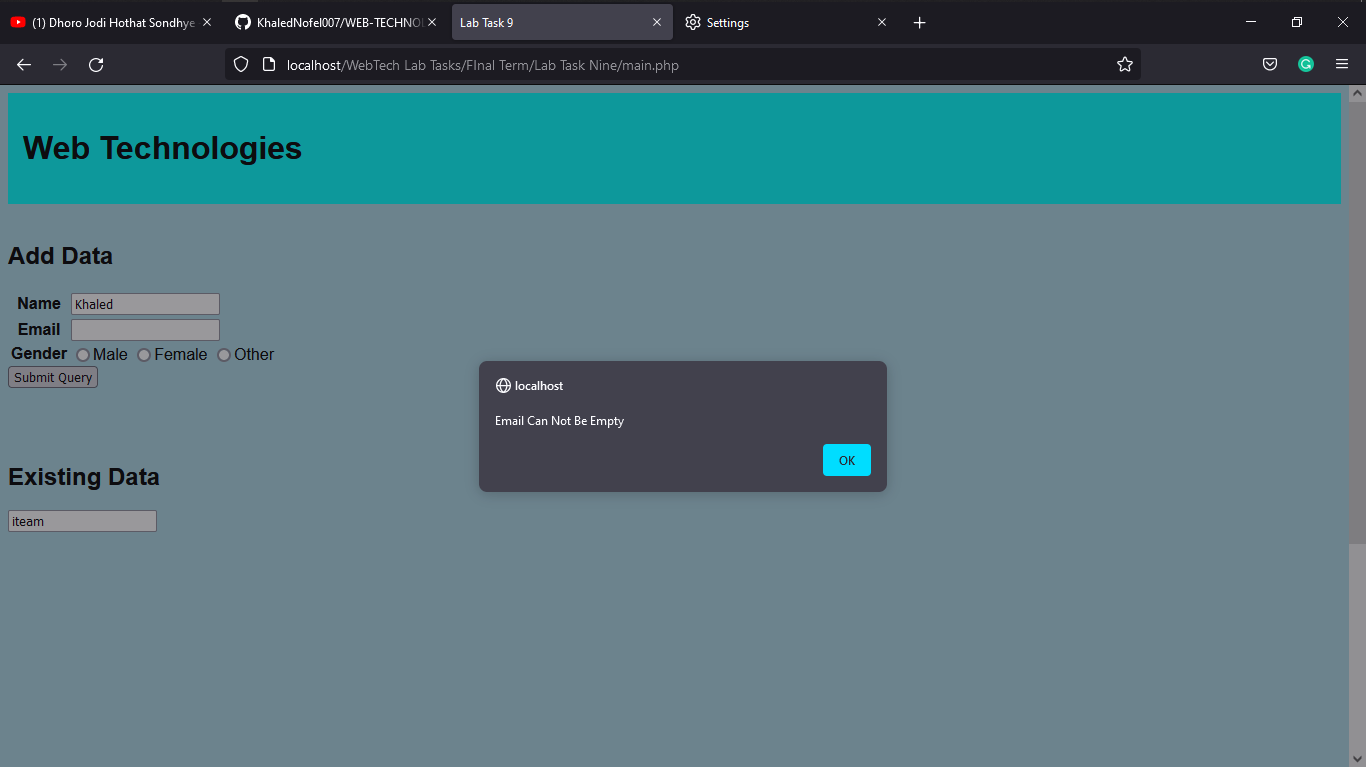 (1) Dhoro Jodi Hothat Sondhye
KhaledNofel007/WEB-TECHNOL
Lab Task 9
Settings
localhost/WebTech Lab Tasks/FInal Term/Lab Task Nine/main.php
Web Technologies
Add Data
Name Khaled
Email
Gender Male Female Other
Submit Query
localhost
Email Can Not Be Empty
OK
Existing Data
iteam